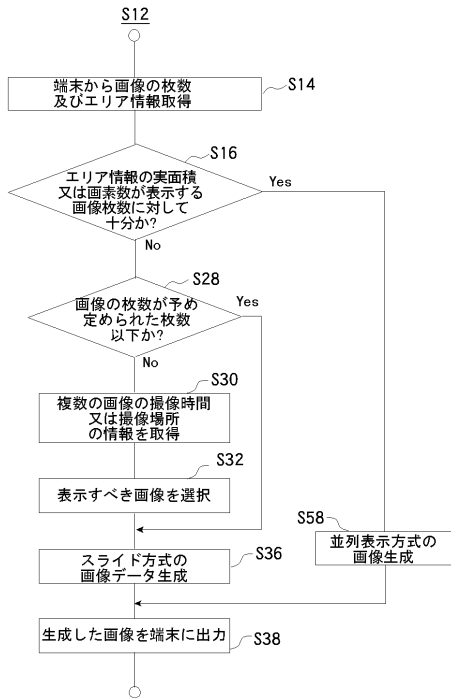 S12
端末から画像の枚数
及びエリア情報取得
S14
S16
エリア情報の実面積
又は画素数が表示する
画像枚数に対して
十分か?
Yes
No
S28
画像の枚数が予め
定められた枚数
以下か?
Yes
No
S30
複数の画像の撮像時間
又は撮像場所
の情報を取得
S32
表示すべき画像を選択
S58
並列表示方式の
画像生成
スライド方式の
画像データ生成
S36
生成した画像を端末に出力
S38